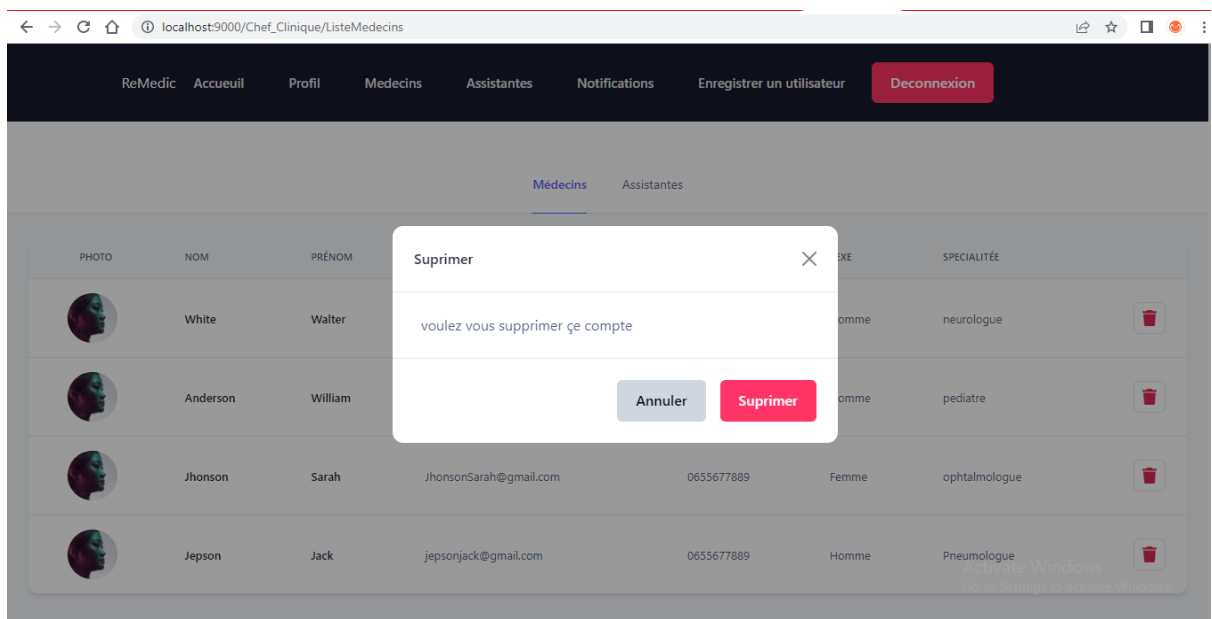 localhost:9000/Chef_Clinique/ListeMedecins
ReMedic Accueuil Profil Medecins Assistantes Notifications Enregistrer un utilisateur Deconnexion
Médecins Assistantes
PHOTO NOM PRÉNOM EXE SPECIALITÉE
Suprimer
White Walter omme neurologue
voulez vous supprimer çe compte
Anderson William omme pediatre
Annuler Suprimer
Jhonson Sarah JhonsonSarah@gmail.com 0655677889 Femme ophtalmologue
Jepson Jack jepsonjack@gmail.com 0655677889 Homme Pneumologue
Activate Windows
Go to Settings to activate Windows.